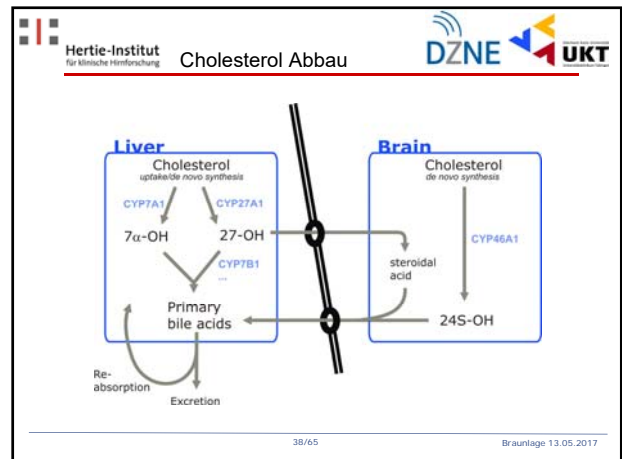 Hertie-Institut
für klinische Hirnforschung
Cholesterol Abbau
DZNE
UKT
Liver
Cholesterol
uptake/de novo synthesis
CYP7A1
CYP27A1
7α-OH
27-OH
CYP7B1
...
Primary
bile acids
Re-
absorption
Excretion
Brain
Cholesterol
de novo synthesis
CYP46A1
steroidal
acid
24S-OH
38/65
Braunlage 13.05.2017